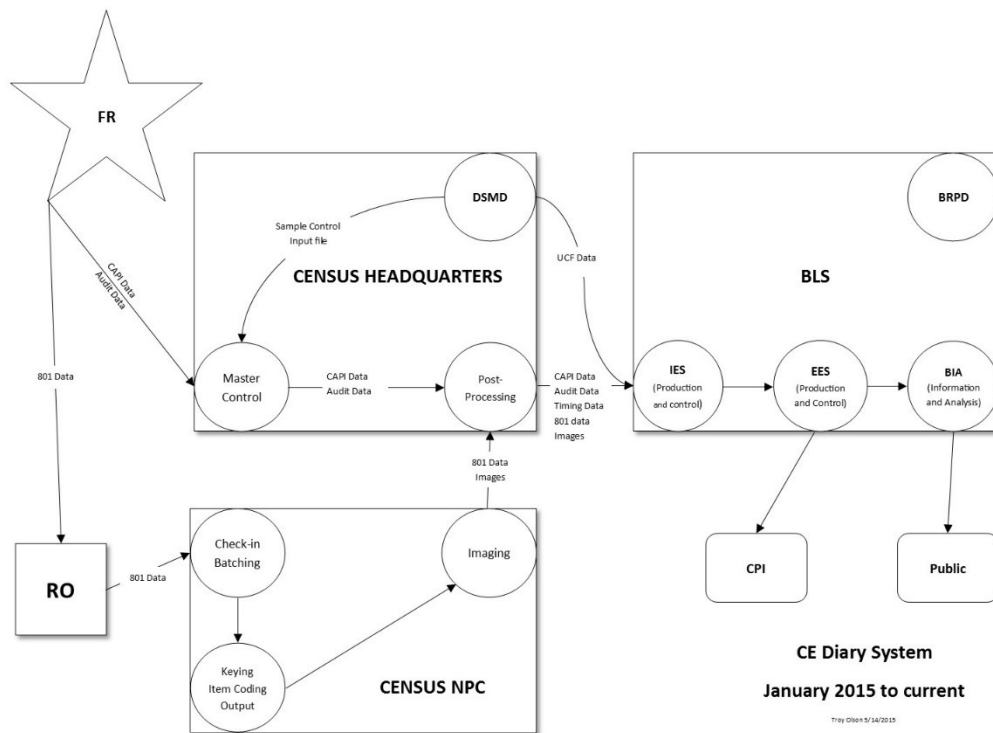 FR
DSMD
BRPD
Sample Control
Input file
UCF Data
CENSUS HEADQUARTERS
BLS
CAPI Data
Audit Data
801 Data
Master
Control
CAPI Data
Audit Data
Post-
Processing
CAPI Data
Audit Data
Timing Data
801 data
Images
IES
(Production
and control)
EES
(Production
and Control)
BIA
(Information
and Analysis)
801 Data
Images
RO
801 Data
Check-in
Batching
Imaging
CPI
Public
Keying
Item Coding
Output
CENSUS NPC
CE Diary System
January 2015 to current
Troy Olson 5/14/2015